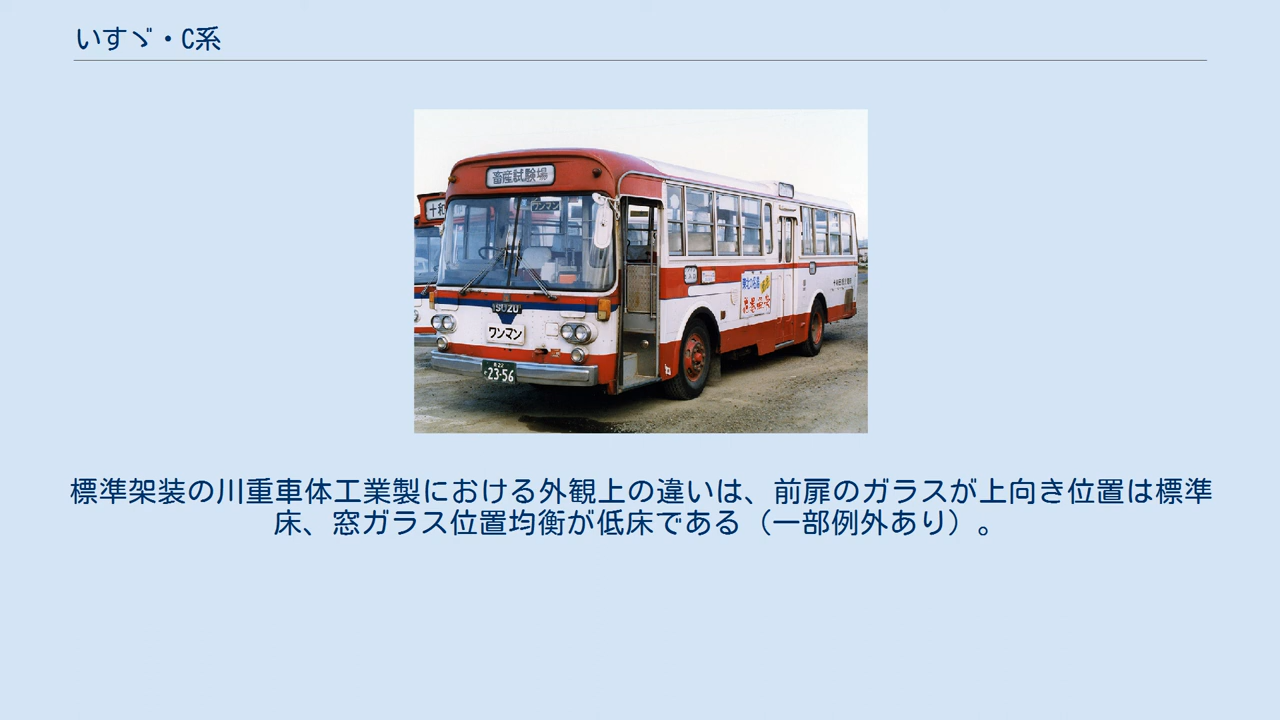 いすゞ・C系
畜産試験場
ワンマン
十和
ISUZU
ワンマン
23-56
標準架装の川重車体工業製における外観上の違いは、前扉のガラスが上向き位置は標準
床、窓ガラス位置均衡が低床である（一部例外あり）。